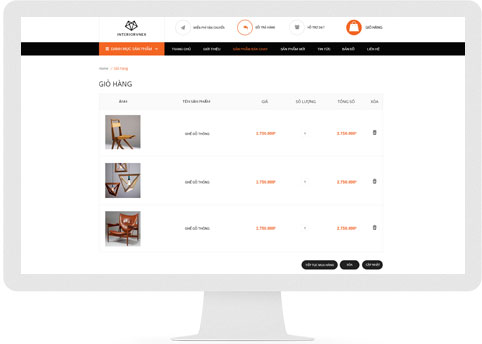 MIỄN PHÍ VẬN CHUYỂN
ĐỔI TRẢ HÀNG
HỖ TRỢ 24/7
GIỎ HÀNG
INTERIORVINEX
DANH MỤC SẢN PHẨM
TRANG CHỦ
GIỚI THIỆU
SẢN PHẨM BÁN CHẠY
SẢN PHẨM MỚI
TIN TỨC
BẢN ĐỒ
LIÊN HỆ
Home / Giỏ hàng
GIỎ HÀNG
ẢNH
TÊN SẢN PHẨM
GIÁ
SỐ LƯỢNG
TỔNG SỐ
XÓA
GHẾ GỖ THÔNG
2.750.000₫
2.750.000₫
GHẾ GỖ THÔNG
2.750.000₫
2.750.000₫
GHẾ GỖ THÔNG
2.750.000₫
2.750.000₫
TIẾP TỤC MUA HÀNG
XÓA
CẬP NHẬT